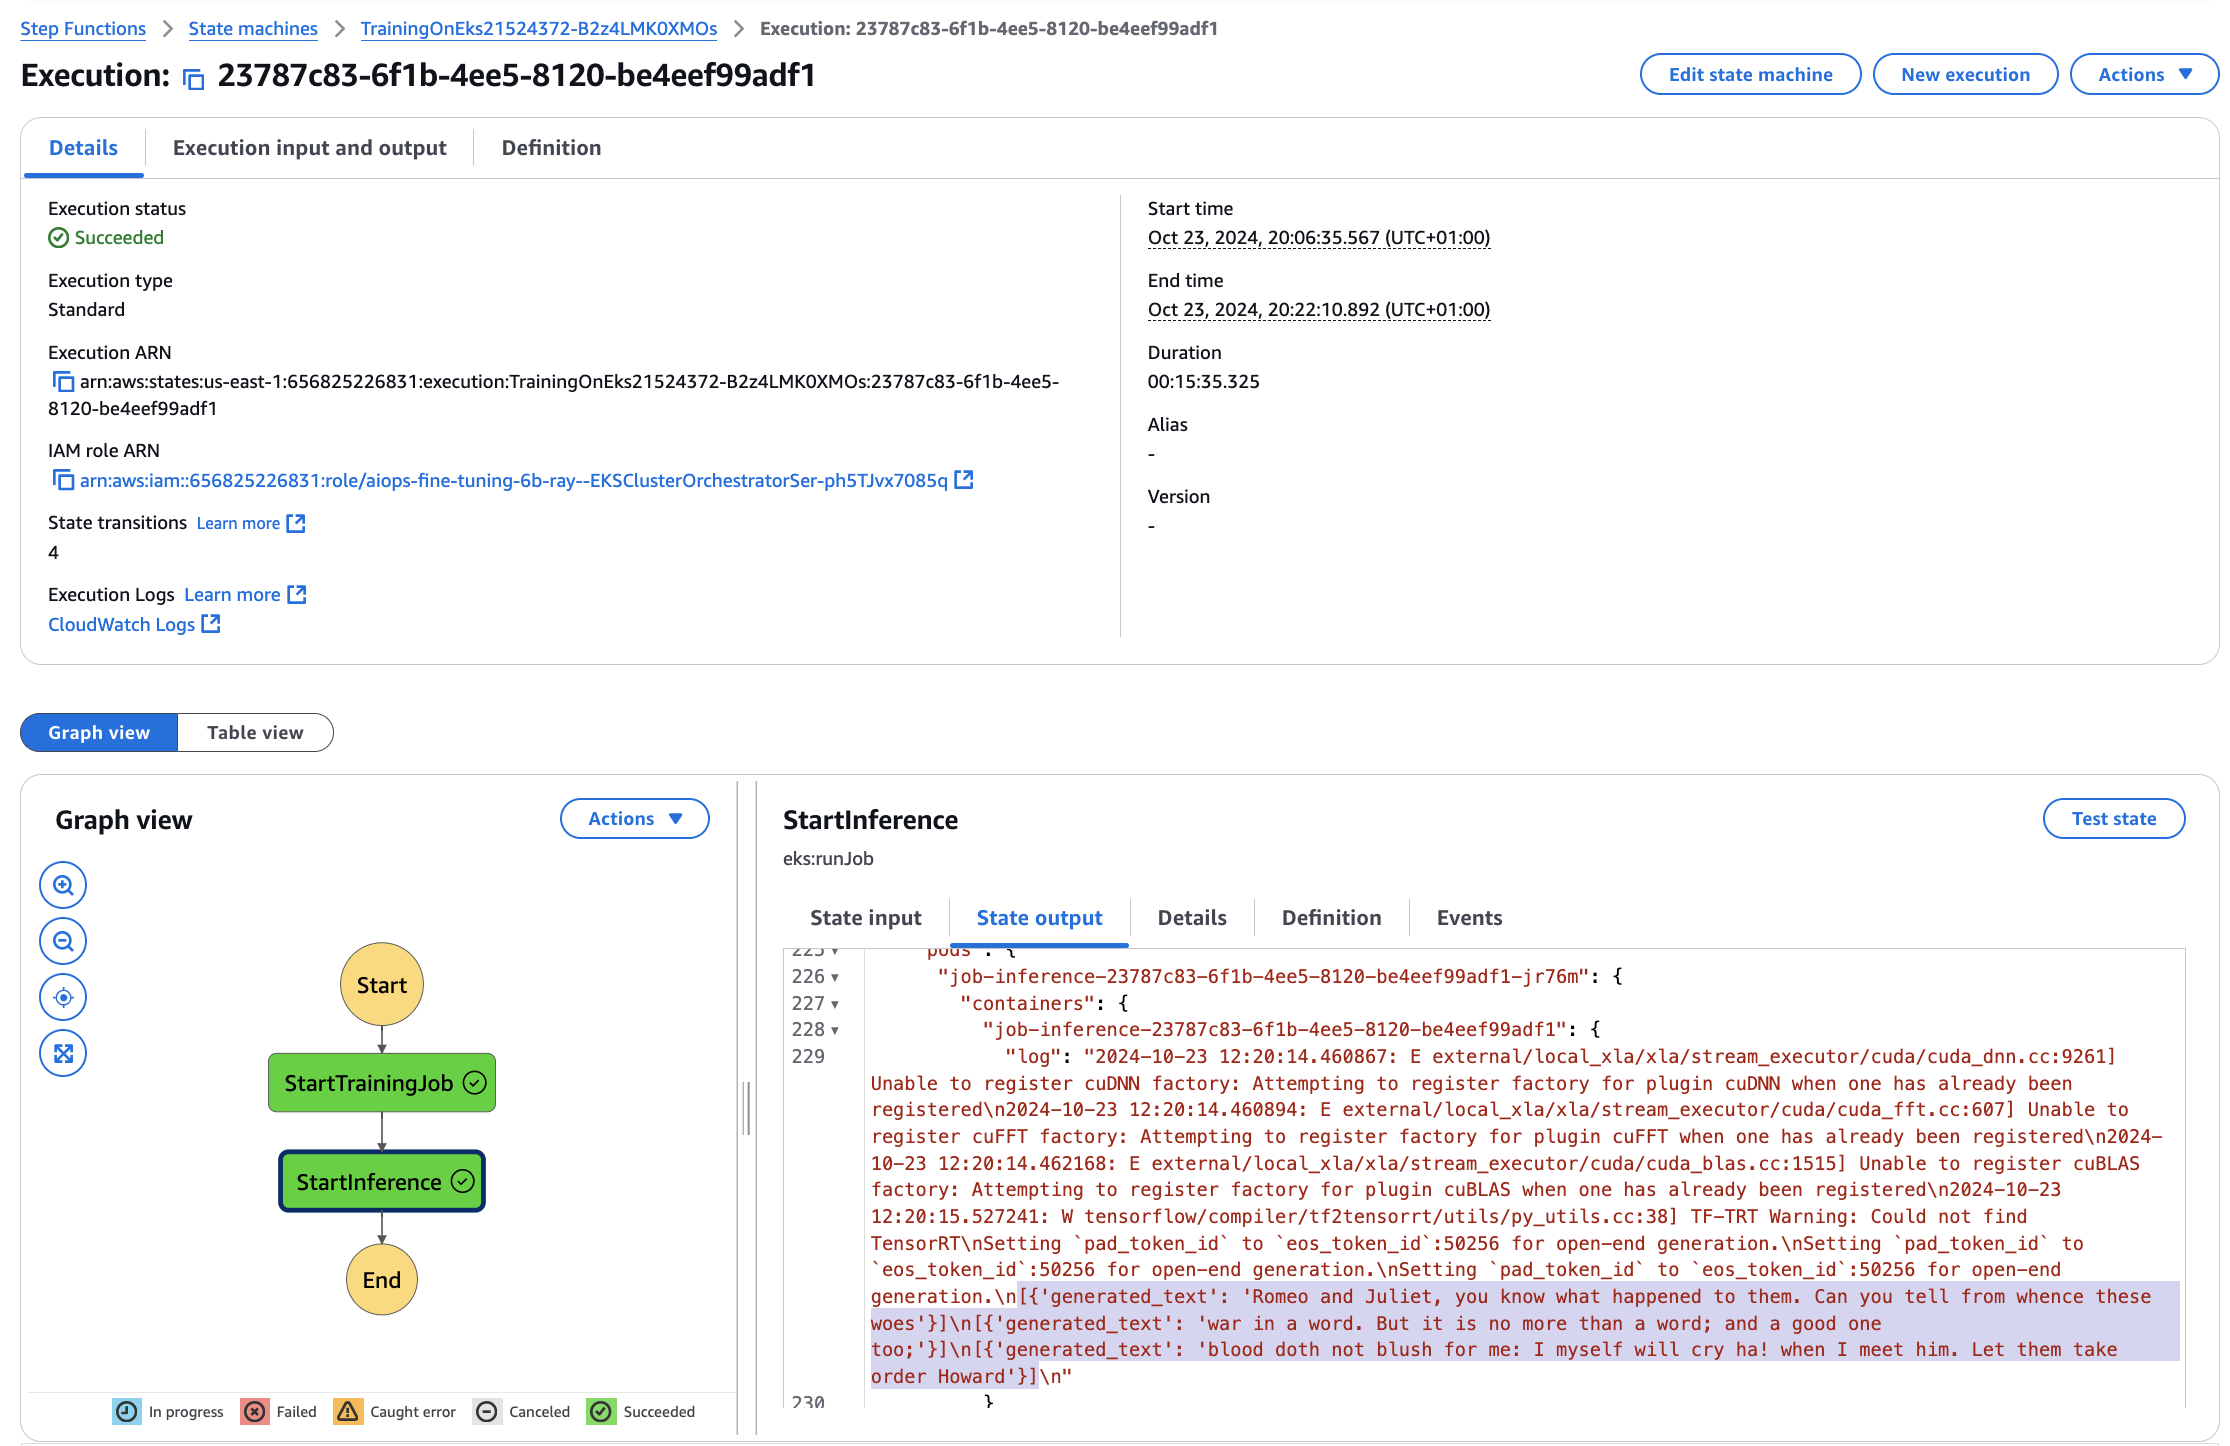 Step Functions > State machines > TrainingOnEks21524372-B2z4LMK0XMOs > Execution: 23787c83-6f1b-4ee5-8120-be4eef99adf1
Execution: 23787c83-6f1b-4ee5-8120-be4eef99adf1
Edit state machine
New execution
Actions
Details
Execution input and output
Definition
Execution status
Succeeded
Execution type
Standard
Execution ARN
arn:aws:states:us-east-1:656825226831:execution:TrainingOnEks21524372-B2z4LMK0XMOs:23787c83-6f1b-4ee5-
8120-be4eef99adf1
IAM role ARN
arn:aws:iam::656825226831:role/aiops-fine-tuning-6b-ray--EKSClusterOrchestratorSer-ph5TJvx7085q
State transitions Learn more
4
Execution Logs Learn more
CloudWatch Logs
Start time
Oct 23, 2024, 20:06:35.567 (UTC+01:00)
End time
Oct 23, 2024, 20:22:10.892 (UTC+01:00)
Duration
00:15:35.325
Alias
-
Version
-
Graph view
Table view
Graph view
Actions
Start
StartTrainingJob
StartInference
End
In progress
Failed
Caught error
Canceled
Succeeded
StartInference
Test state
eks:runJob
State input
State output
Details
Definition
Events
225 "pods": {
226 "job-inference-23787c83-6f1b-4ee5-8120-be4eef99adf1-jr76m": {
227 "containers": {
228 "job-inference-23787c83-6f1b-4ee5-8120-be4eef99adf1": {
229 "log": "2024-10-23 12:20:14.460867: E external/local_xla/xla/stream_executor/cuda/cuda_dnn.cc:9261]
Unable to register cuDNN factory: Attempting to register factory for plugin cuDNN when one has already been
registered\n2024-10-23 12:20:14.460894: E external/local_xla/xla/stream_executor/cuda/cuda_fft.cc:607] Unable to
register cuFFT factory: Attempting to register factory for plugin cuFFT when one has already been registered\n2024-
10-23 12:20:14.462168: E external/local_xla/xla/stream_executor/cuda/cuda_blas.cc:1515] Unable to register cuBLAS
factory: Attempting to register factory for plugin cuBLAS when one has already been registered\n2024-10-23
12:20:15.527241: W tensorflow/compiler/tf2tensorrt/utils/py_utils.cc:38] TF-TRT Warning: Could not find
TensorRT\nSetting `pad_token_id` to `eos_token_id`:50256 for open-end generation.\nSetting `pad_token_id` to
`eos_token_id`:50256 for open-end generation.\nSetting `pad_token_id` to `eos_token_id`:50256 for open-end
generation.\n[{'generated_text': 'Romeo and Juliet, you know what happened to them. Can you tell from whence these
woes'}]\n[{'generated_text': 'war in a word. But it is no more than a word; and a good one
too;'}]\n[{'generated_text': 'blood doth not blush for me: I myself will cry ha! when I meet him. Let them take
order Howard'}]\n"
230 }